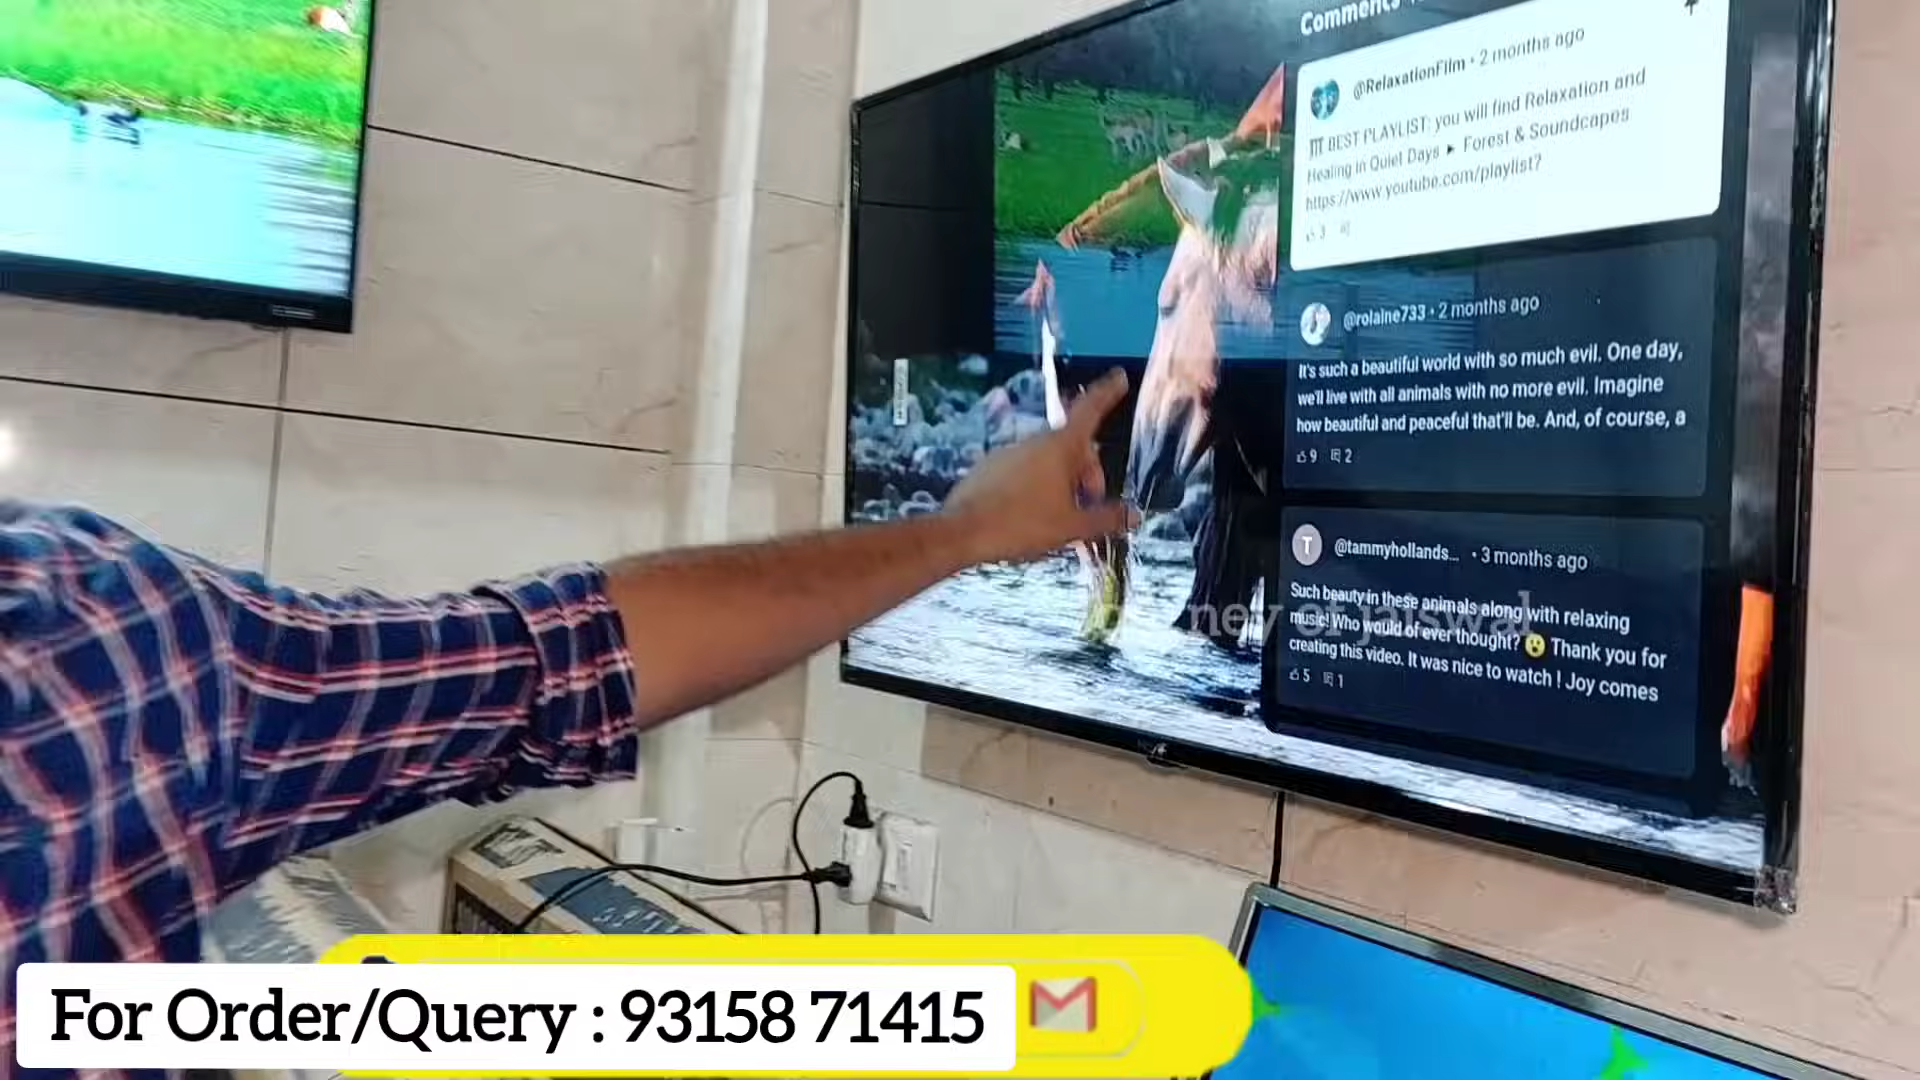 Comments
@RelaxationFilm • 2 months ago
BEST PLAYLIST: you will find Relaxation and
Healing in Quiet Days ► Forest & Soundcapes
https://www.youtube.com/playlist?
3
@rolaine733 • 2 months ago
It's such a beautiful world with so much evil. One day,
we'll live with all animals with no more evil. Imagine
how beautiful and peaceful that'll be. And, of course, a
9 2
T @tammyhollands... • 3 months ago
Such beauty in these animals along with relaxing
music! Who would of ever thought? 😮 Thank you for
creating this video. It was nice to watch ! Joy comes
5 1
Journey of jaiswal
For Order/Query : 93158 71415